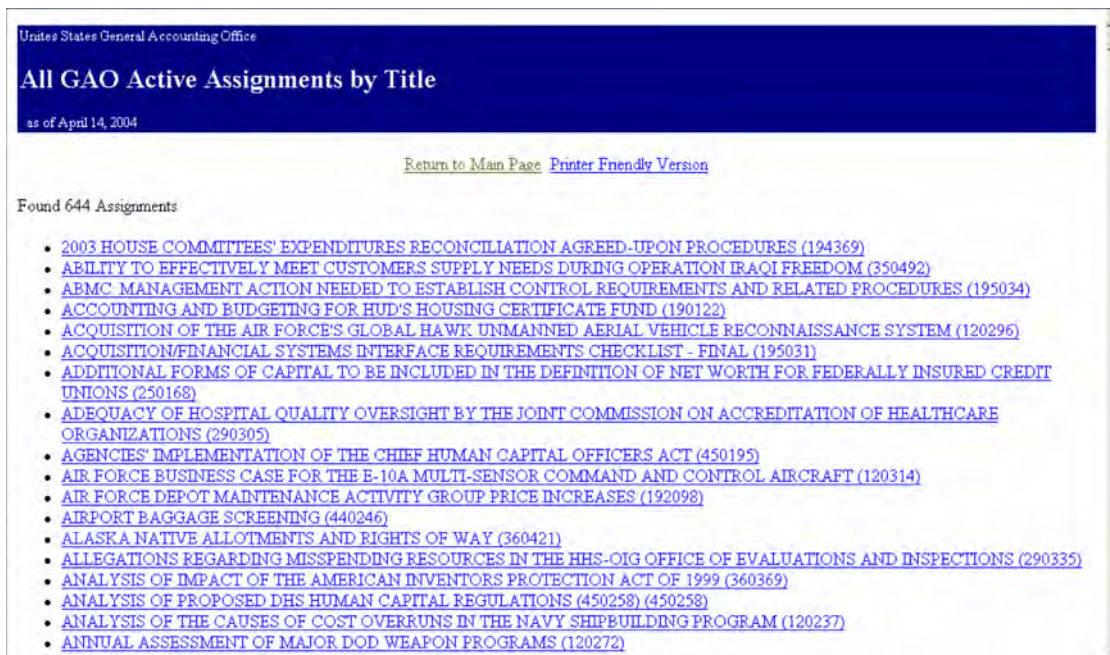 Unites States General Accounting Office
All GAO Active Assignments by Title
as of April 14, 2004
Return to Main Page Printer Friendly Version
Found 644 Assignments
• 2003 HOUSE COMMITTEES' EXPENDITURES RECONCILIATION AGREED-UPON PROCEDURES (194369)
• ABILITY TO EFFECTIVELY MEET CUSTOMERS SUPPLY NEEDS DURING OPERATION IRAQI FREEDOM (350492)
• ABMC MANAGEMENT ACTION NEEDED TO ESTABLISH CONTROL REQUIREMENTS AND RELATED PROCEDURES (195034)
• ACCOUNTING AND BUDGETING FOR HUD'S HOUSING CERTIFICATE FUND (190122)
• ACQUISITION OF THE AIR FORCE'S GLOBAL HAWK UNMANNED AERIAL VEHICLE RECONNAISSANCE SYSTEM (120296)
• ACQUISITION/FINANCIAL SYSTEMS INTERFACE REQUIREMENTS CHECKLIST - FINAL (195031)
• ADDITIONAL FORMS OF CAPITAL TO BE INCLUDED IN THE DEFINITION OF NET WORTH FOR FEDERALLY INSURED CREDIT
UNIONS (250168)
• ADEQUACY OF HOSPITAL QUALITY OVERSIGHT BY THE JOINT COMMISSION ON ACCREDITATION OF HEALTHCARE
ORGANIZATIONS (290305)
• AGENCIES' IMPLEMENTATION OF THE CHIEF HUMAN CAPITAL OFFICERS ACT (450195)
• AIR FORCE BUSINESS CASE FOR THE E-10A MULTI-SENSOR COMMAND AND CONTROL AIRCRAFT (120314)
• AIR FORCE DEPOT MAINTENANCE ACTIVITY GROUP PRICE INCREASES (192098)
• AIRPORT BAGGAGE SCREENING (440246)
• ALASKA NATIVE ALLOTMENTS AND RIGHTS OF WAY (360421)
• ALLEGATIONS REGARDING MISSPENDING RESOURCES IN THE HHS-OIG OFFICE OF EVALUATIONS AND INSPECTIONS (290335)
• ANALYSIS OF IMPACT OF THE AMERICAN INVENTORS PROTECTION ACT OF 1999 (360369)
• ANALYSIS OF PROPOSED DHS HUMAN CAPITAL REGULATIONS (450258) (450258)
• ANALYSIS OF THE CAUSES OF COST OVERRUNS IN THE NAVY SHIPBUILDING PROGRAM (120237)
• ANNUAL ASSESSMENT OF MAJOR DOD WEAPON PROGRAMS (120272)